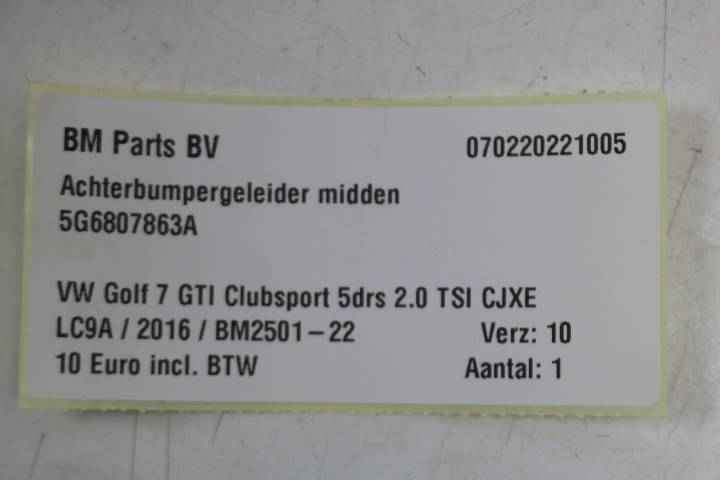 BM Parts BV 070220221005
Achterbumpergeleider midden
5G6807863A
VW Golf 7 GTI Clubsport 5drs 2.0 TSI CJXE
LC9A / 2016 / BM2501-22 Verz: 10
10 Euro incl. BTW Aantal: 1